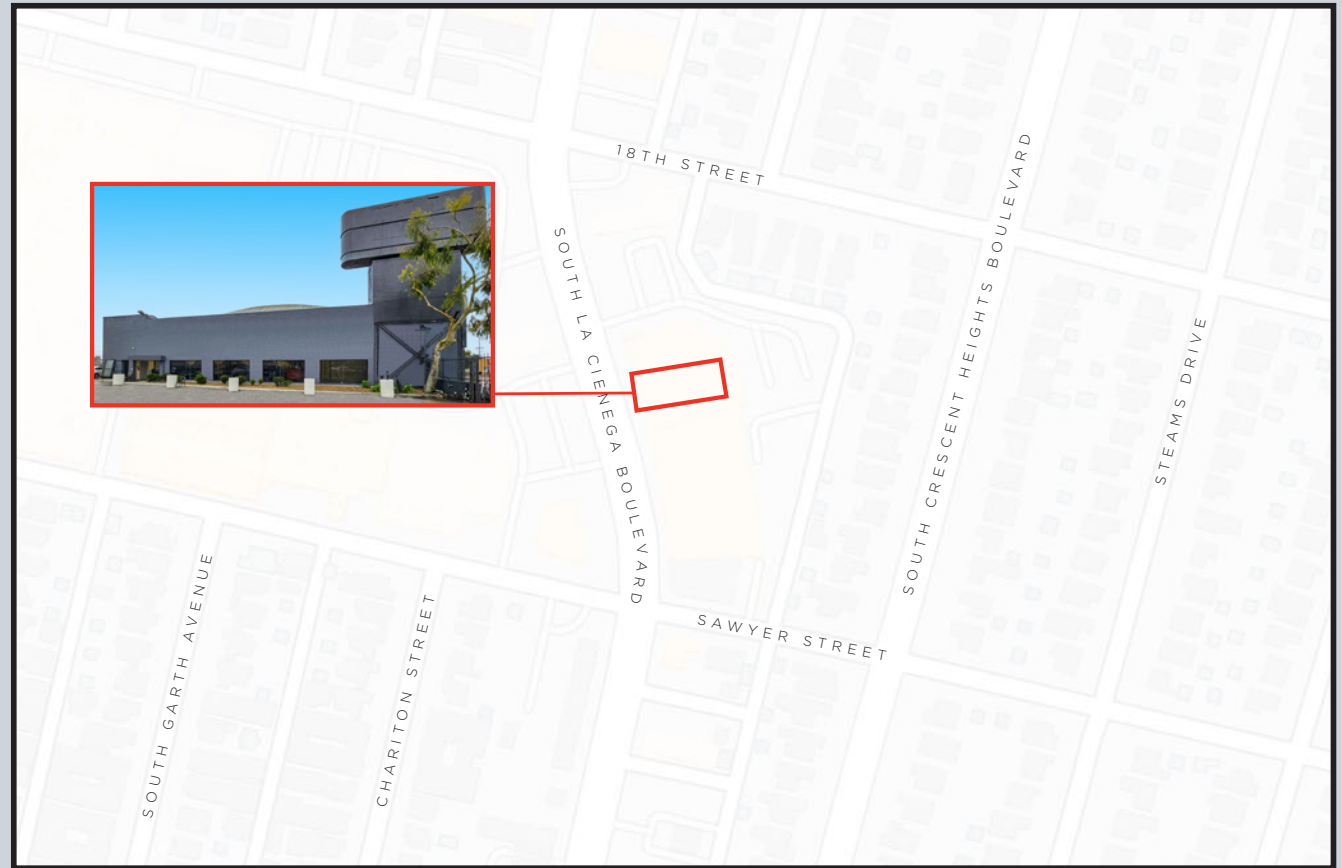 18TH STREET
SOUTH LA CIENEGA BOULEVARD
SOUTH CRESCENT HEIGHTS BOULEVARD
STEAMS DRIVE
SAWYER STREET
SOUTH GARTH AVENUE
CHARITON STREET